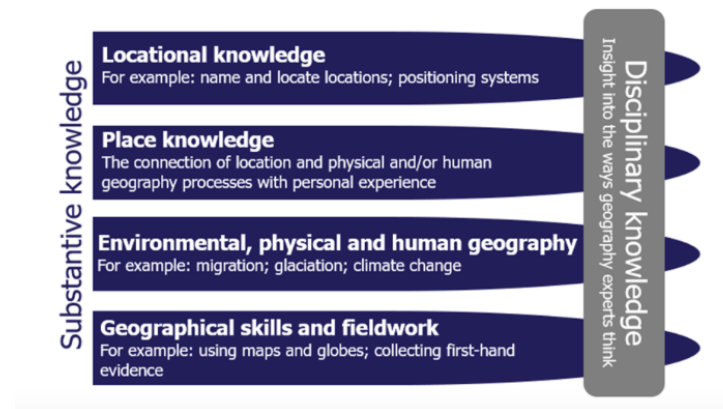 Substantive knowledge
Locational knowledge
For example: name and locate locations; positioning systems
Place knowledge
The connection of location and physical and/or human
geography processes with personal experience
Environmental, physical and human geography
For example: migration; glaciation; climate change
Geographical skills and fieldwork
For example: using maps and globes; collecting first-hand
evidence
Disciplinary knowledge
Insight into the ways geography experts think